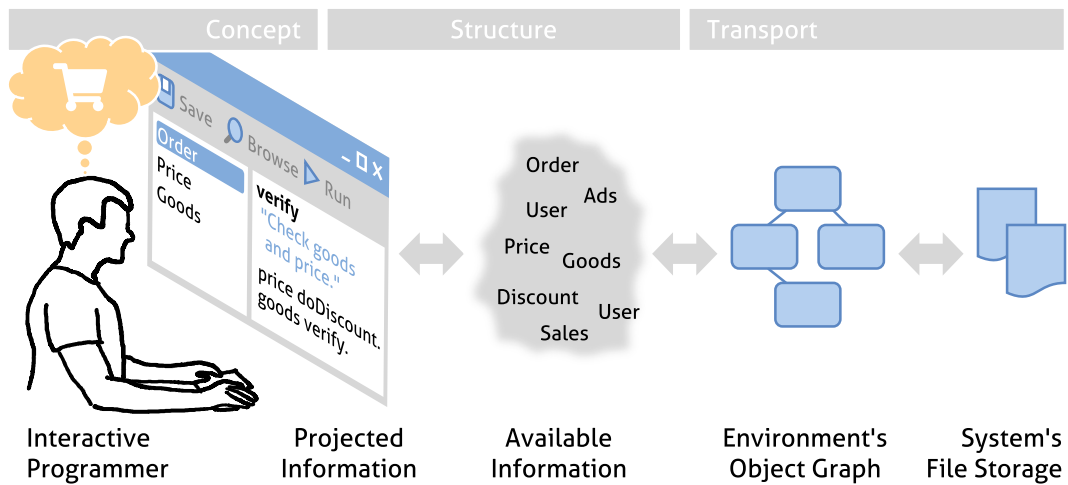 Concept
Structure
Transport
Save
Browse
Run
Order
Price
Goods
verify
"Check goods
and price."
price doDiscount.
goods verify.
Order
Ads
User
Price
Goods
Discount
User
Sales
Interactive
Programmer
Projected
Information
Available
Information
Environment's
Object Graph
System's
File Storage